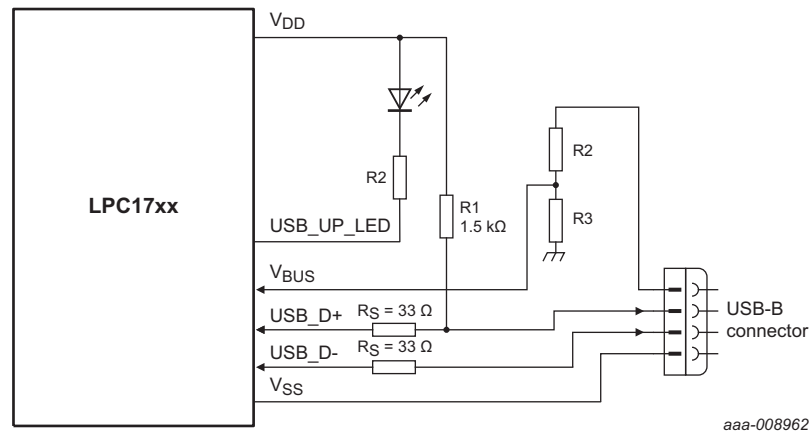 VDD
R2
LPC17xx
R2
R1
1.5 kΩ
R3
USB_UP_LED
VBUS
USB_D+ RS = 33 Ω
USB-B
connector
USB_D- RS = 33 Ω
VSS
aaa-008962